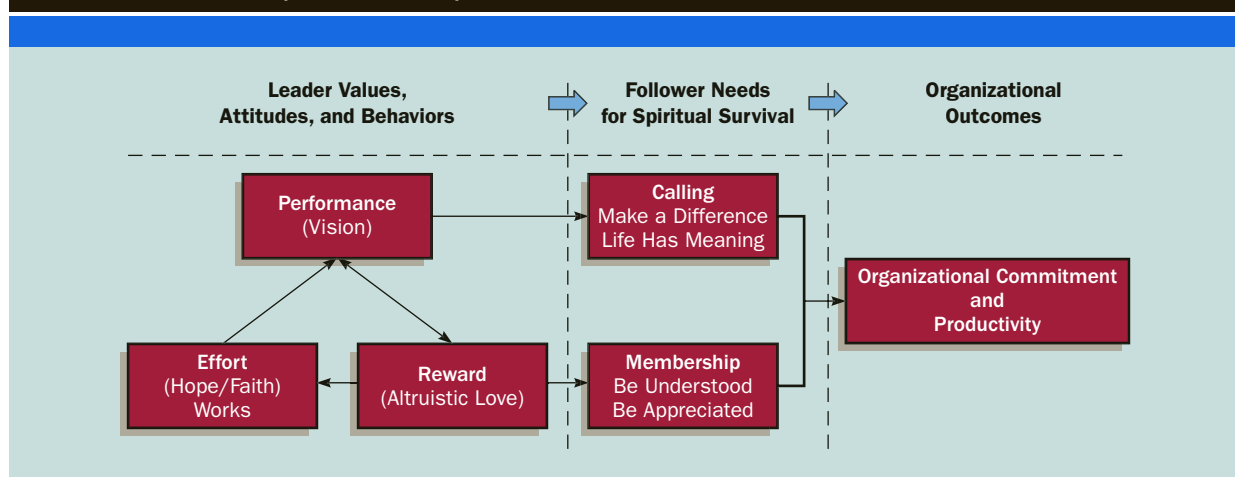 Leader Values,
Attitudes, and Behaviors
Follower Needs
for Spiritual Survival
Organizational
Outcomes
Performance
(Vision)
Calling
Make a Difference
Life Has Meaning
Organizational Commitment
and
Productivity
Effort
(Hope/Faith)
Works
Reward
(Altruistic Love)
Membership
Be Understood
Be Appreciated